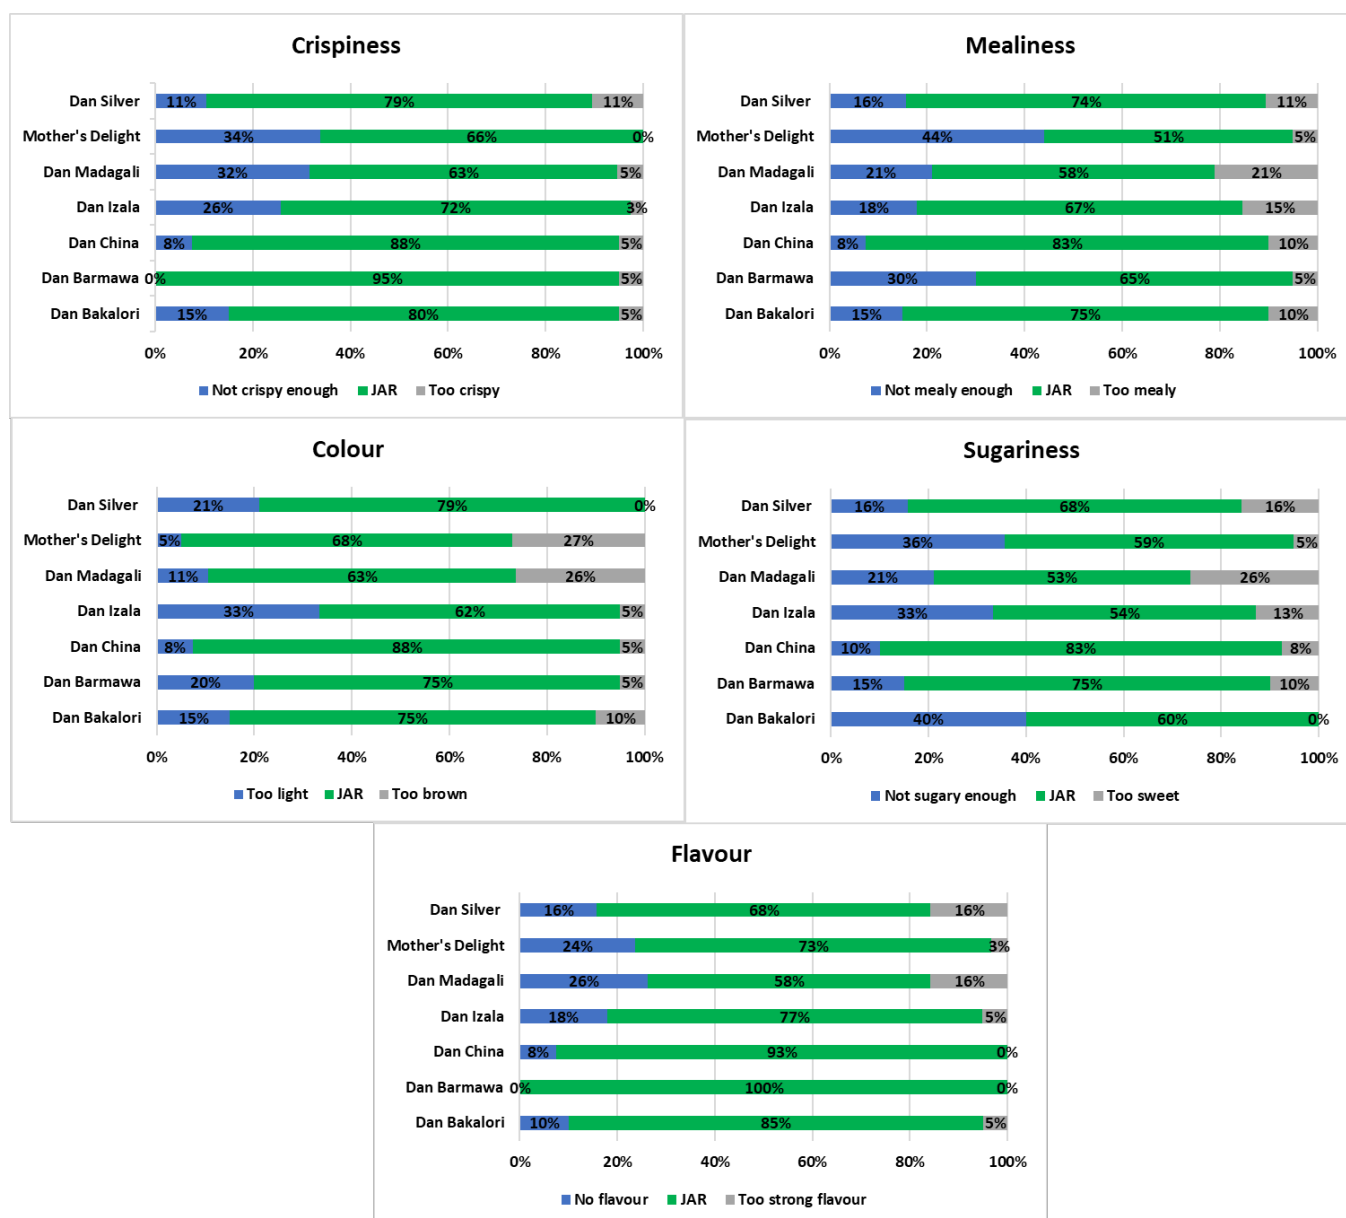 Crispiness
Dan Silver 11% 79% 11%
Mother's Delight 34% 66% 0%
Dan Madagali 32% 63% 5%
Dan Izala 26% 72% 3%
Dan China 8% 88% 5%
Dan Barmawa 0% 95% 5%
Dan Bakalori 15% 80% 5%
0% 20% 40% 60% 80% 100%
Not crispy enough JAR Too crispy
Mealiness
Dan Silver 16% 74% 11%
Mother's Delight 44% 51% 5%
Dan Madagali 21% 58% 21%
Dan Izala 18% 67% 15%
Dan China 8% 83% 10%
Dan Barmawa 30% 65% 5%
Dan Bakalori 15% 75% 10%
0% 20% 40% 60% 80% 100%
Not mealy enough JAR Too mealy
Colour
Dan Silver 21% 79% 0%
Mother's Delight 5% 68% 27%
Dan Madagali 11% 63% 26%
Dan Izala 33% 62% 5%
Dan China 8% 88% 5%
Dan Barmawa 20% 75% 5%
Dan Bakalori 15% 75% 10%
0% 20% 40% 60% 80% 100%
Too light JAR Too brown
Sugariness
Dan Silver 16% 68% 16%
Mother's Delight 36% 59% 5%
Dan Madagali 21% 53% 26%
Dan Izala 33% 54% 13%
Dan China 10% 83% 8%
Dan Barmawa 15% 75% 10%
Dan Bakalori 40% 60% 0%
0% 20% 40% 60% 80% 100%
Not sugary enough JAR Too sweet
Flavour
Dan Silver 16% 68% 16%
Mother's Delight 24% 73% 3%
Dan Madagali 26% 58% 16%
Dan Izala 18% 77% 5%
Dan China 8% 93% 0%
Dan Barmawa 0% 100% 0%
Dan Bakalori 10% 85% 5%
0% 20% 40% 60% 80% 100%
No flavour JAR Too strong flavour